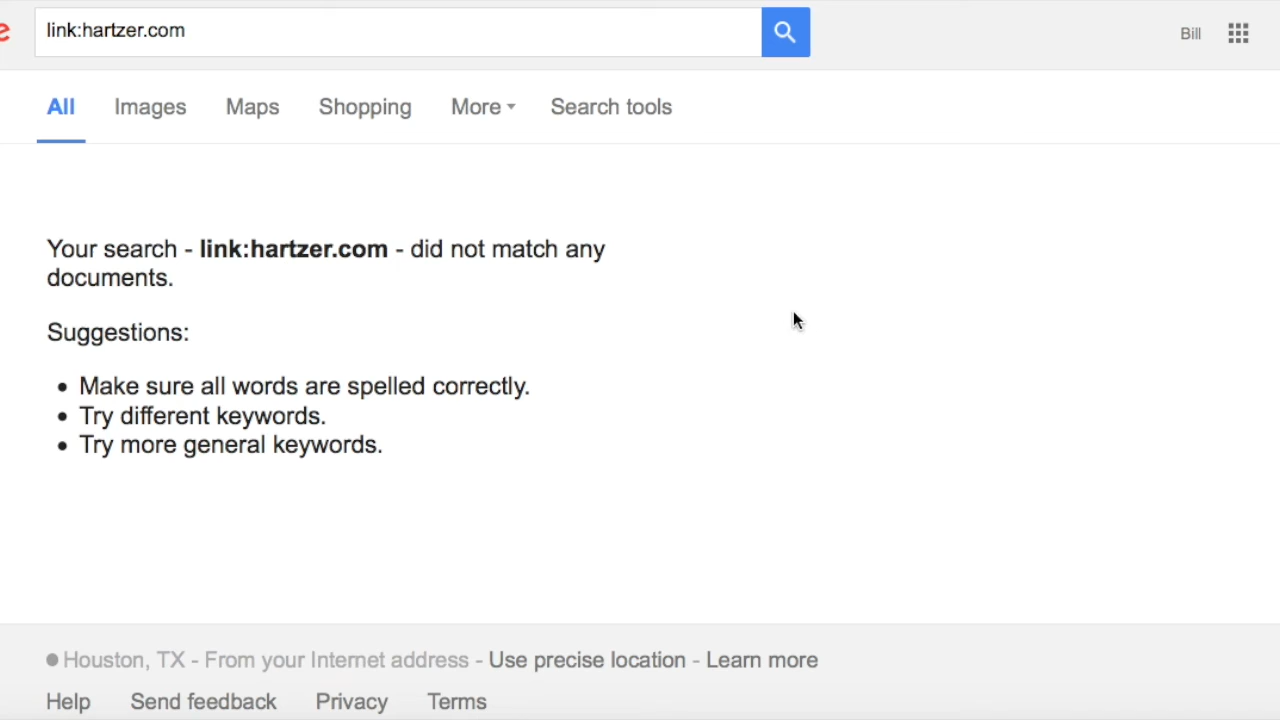 e link:hartzer.com Bill
All Images Maps Shopping More Search tools
Your search - link:hartzer.com - did not match any
documents.
Suggestions:
• Make sure all words are spelled correctly.
• Try different keywords.
• Try more general keywords.
Houston, TX - From your Internet address - Use precise location - Learn more
Help Send feedback Privacy Terms